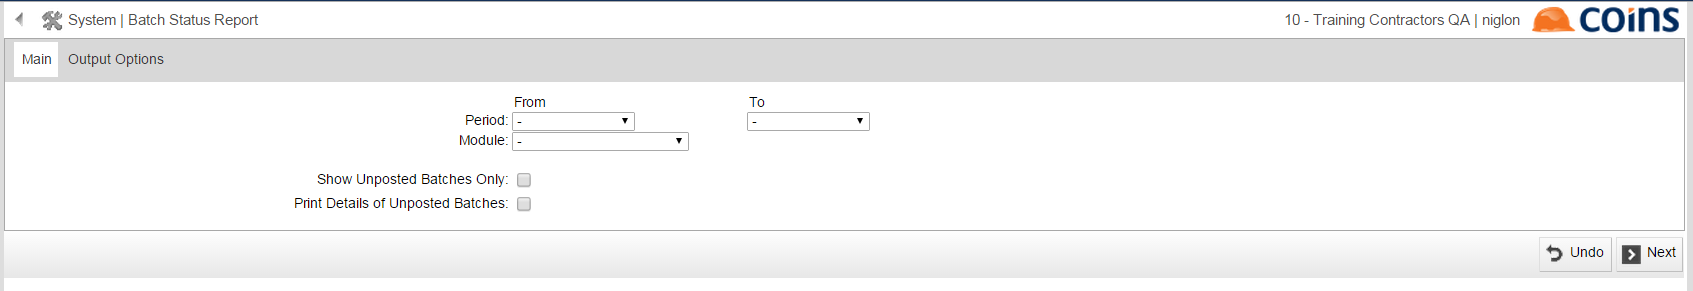 System | Batch Status Report
10 - Training Contractors QA | niglon
coins
Main
Output Options
From
To
Period: - -
Module: -
Show Unposted Batches Only:
Print Details of Unposted Batches:
Undo
Next